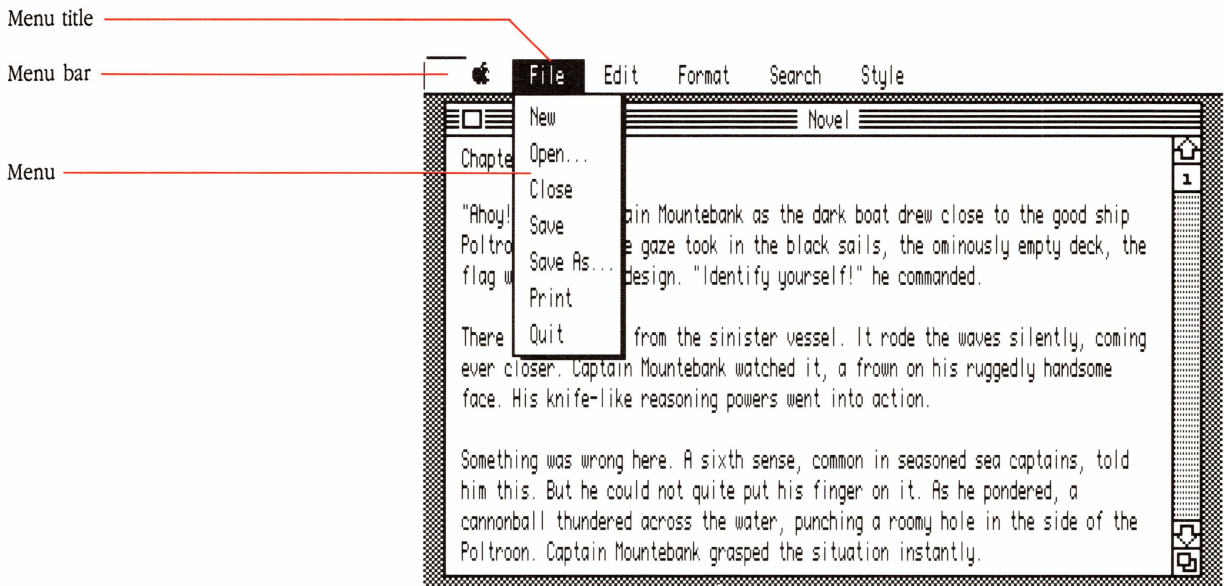 Menu title
Menu bar
Menu
File Edit Format Search Style
New
Open...
Close
Save
Save As...
Print
Quit
Novel
1
Chapte
"Ahoy! ain Mountebank as the dark boat drew close to the good ship
Poltro e gaze took in the black sails, the ominously empty deck, the
flag w design. "Identify yourself!" he commanded.
There from the sinister vessel. It rode the waves silently, coming
ever closer. Captain Mountebank watched it, a frown on his ruggedly handsome
face. His knife-like reasoning powers went into action.
Something was wrong here. A sixth sense, common in seasoned sea captains, told
him this. But he could not quite put his finger on it. As he pondered, a
cannonball thundered across the water, punching a roomy hole in the side of the
Poltroon. Captain Mountebank grasped the situation instantly.